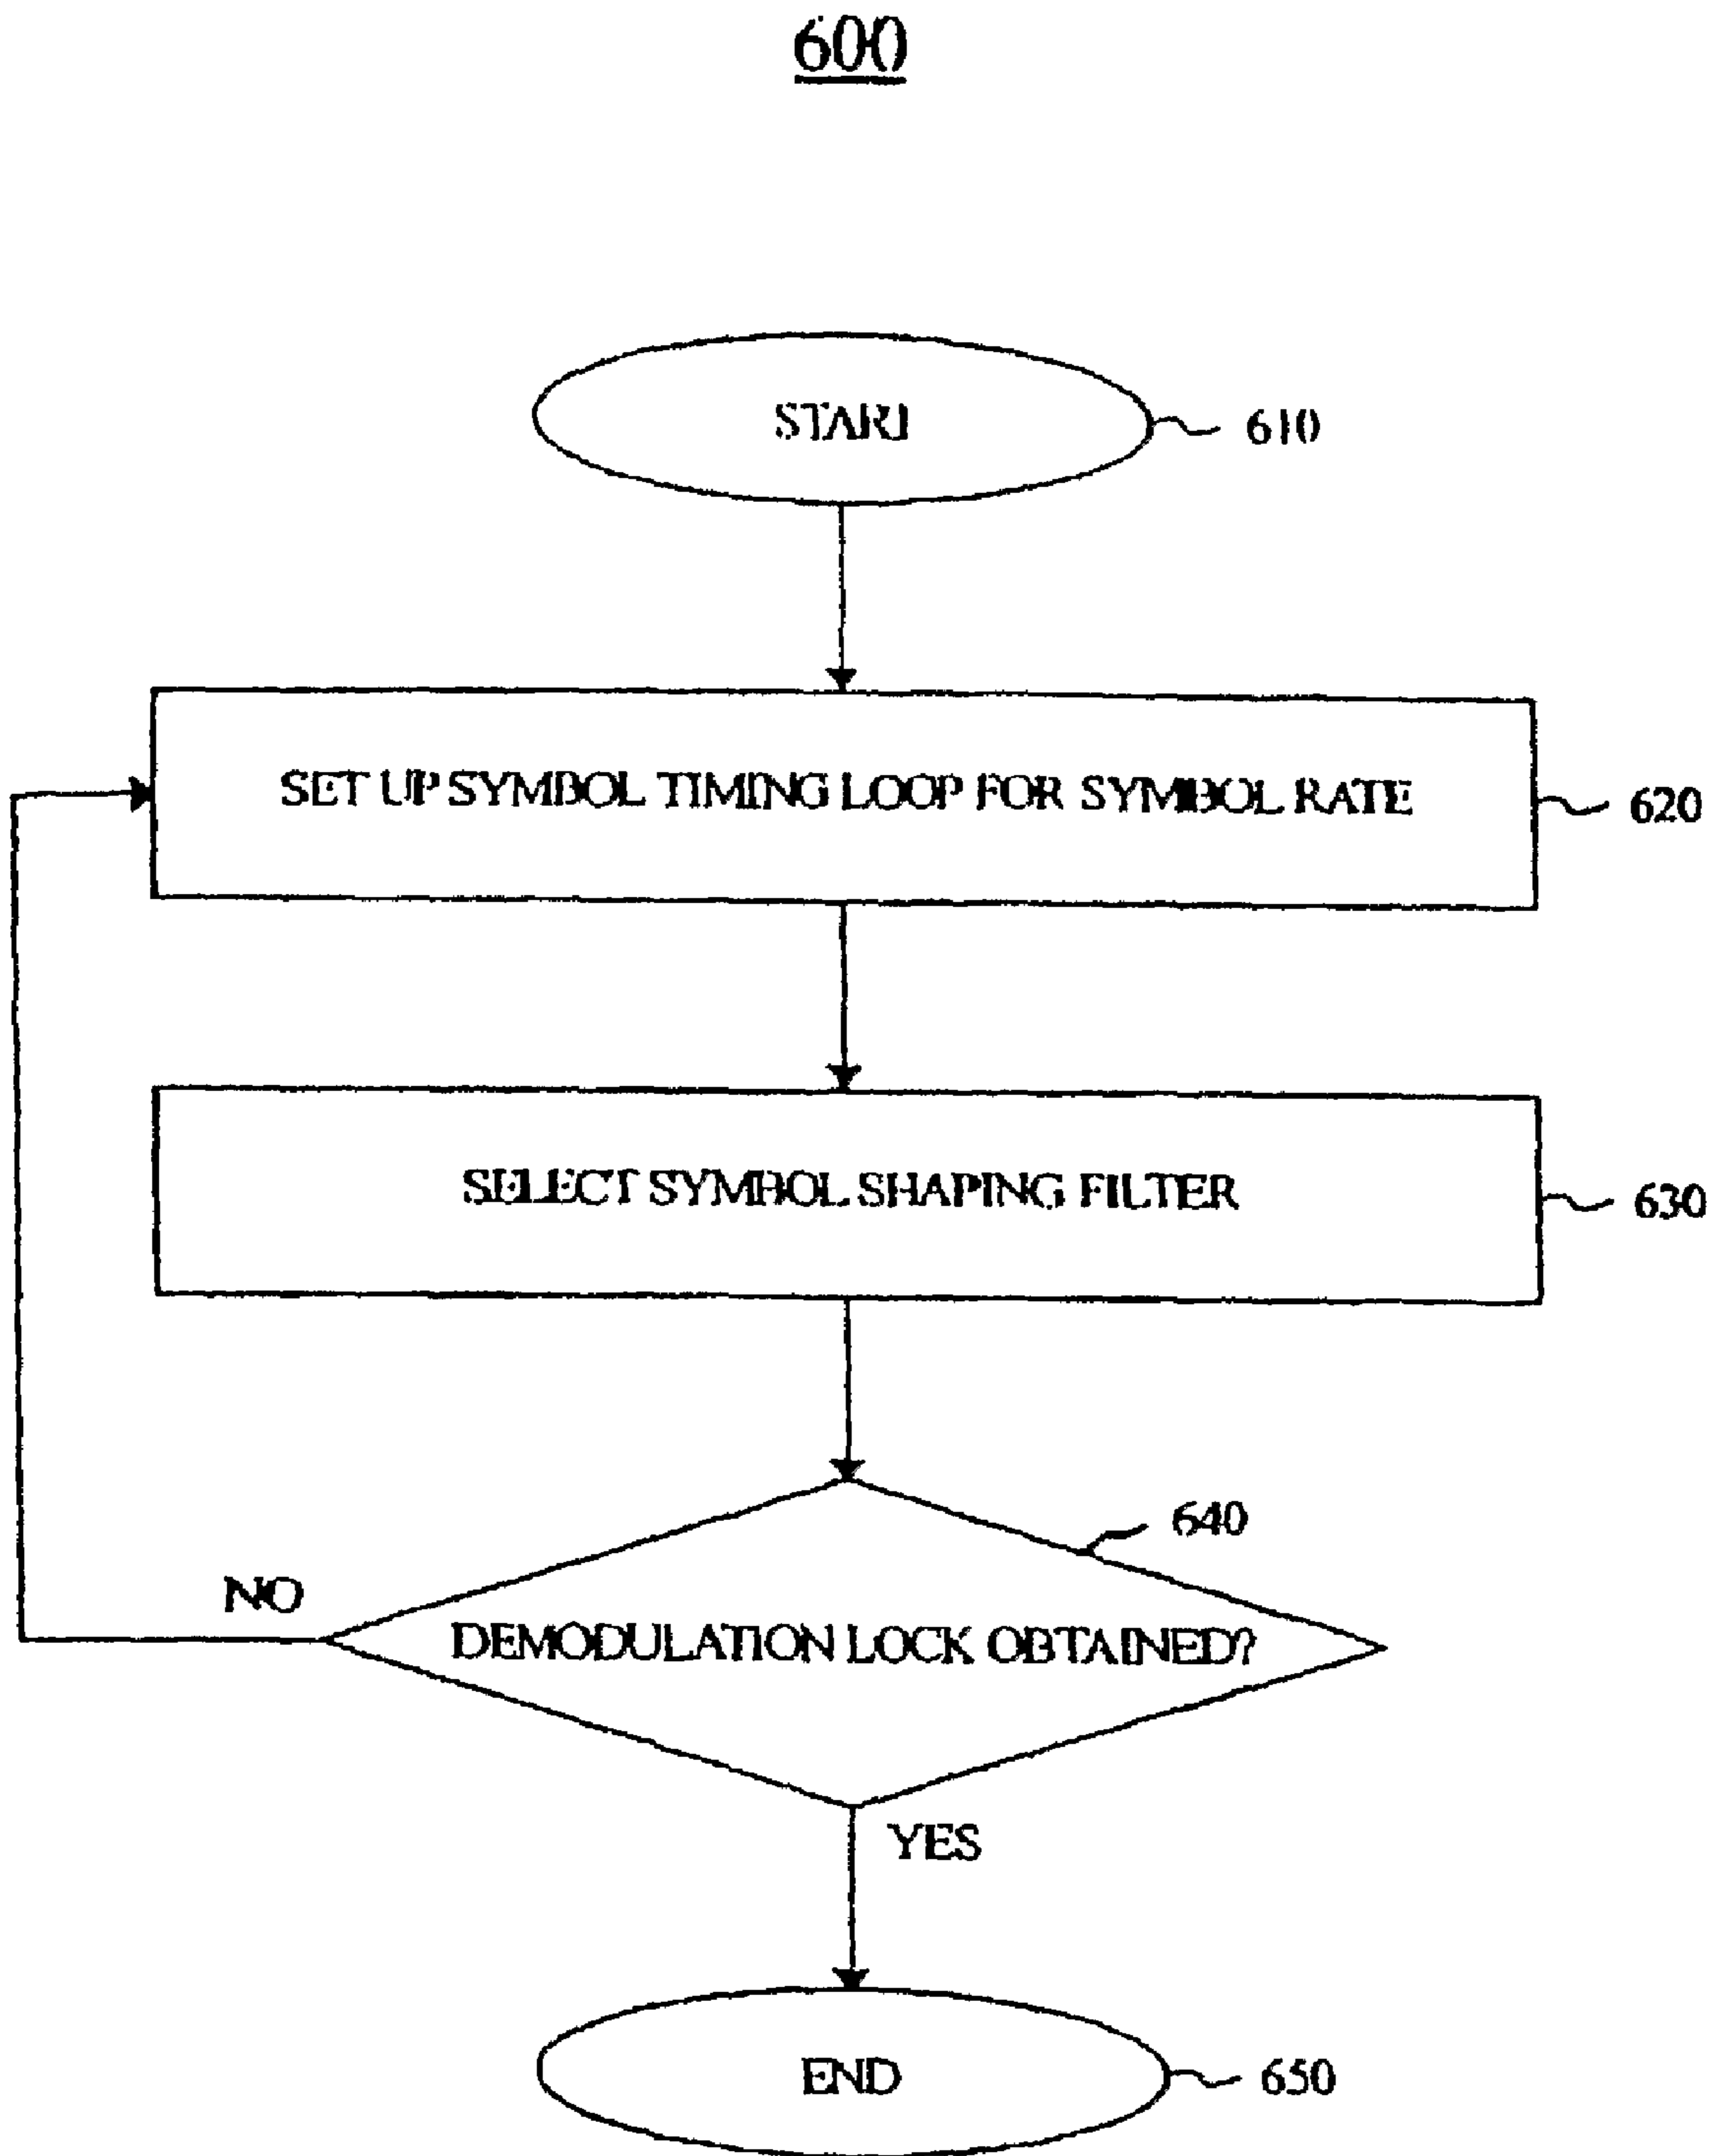 600
START
610
SET UP SYMBOL TIMING LOOP FOR SYMBOL RATE
620
SELECT SYMBOL SHAPING FILTER
630
640
NO
DEMODULATION LOCK OBTAINED?
YES
END
650